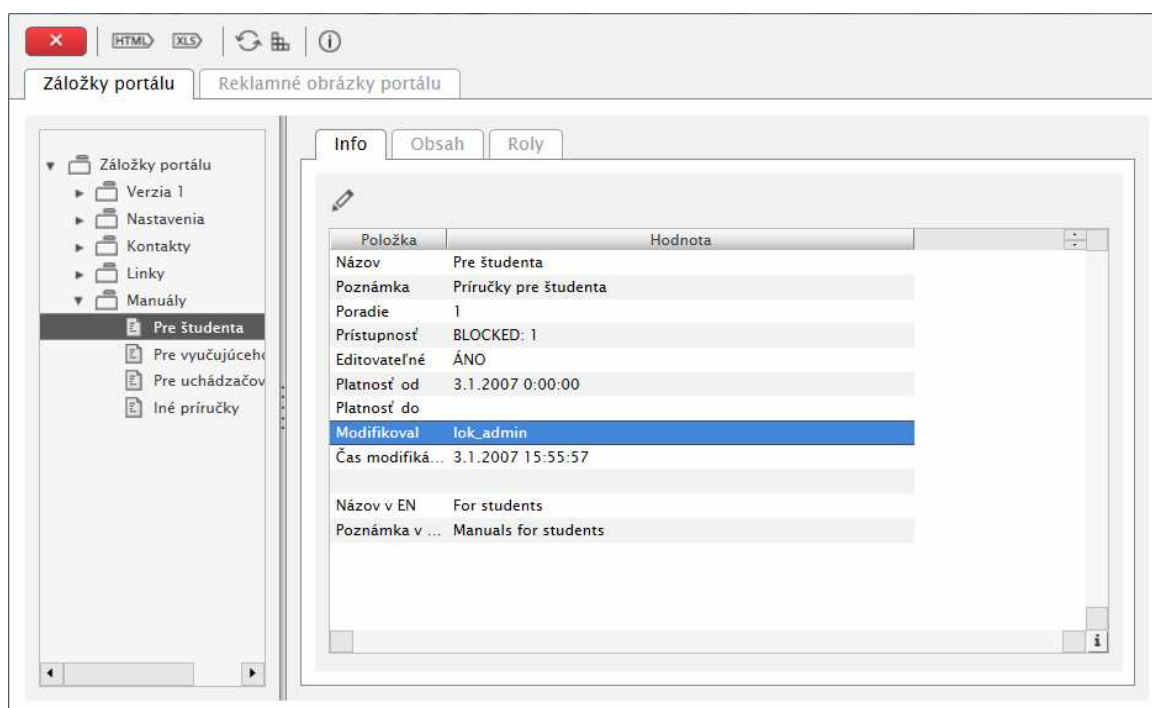 HTML XLS
Záložky portálu Reklamné obrázky portálu
Záložky portálu
Verzia 1
Nastavenia
Kontakty
Linky
Manuály
Pre študenta
Pre vyučujúceho
Pre uchádzačov
Iné príručky
Info Obsah Roly
Položka Hodnota
Názov Pre študenta
Poznámka Príručky pre študenta
Poradie 1
Prístupnosť BLOCKED: 1
Editovateľné ÁNO
Platnosť od 3.1.2007 0:00:00
Platnosť do
Modifikoval lok_admin
Čas modifiká... 3.1.2007 15:55:57
Názov v EN For students
Poznámka v ... Manuals for students